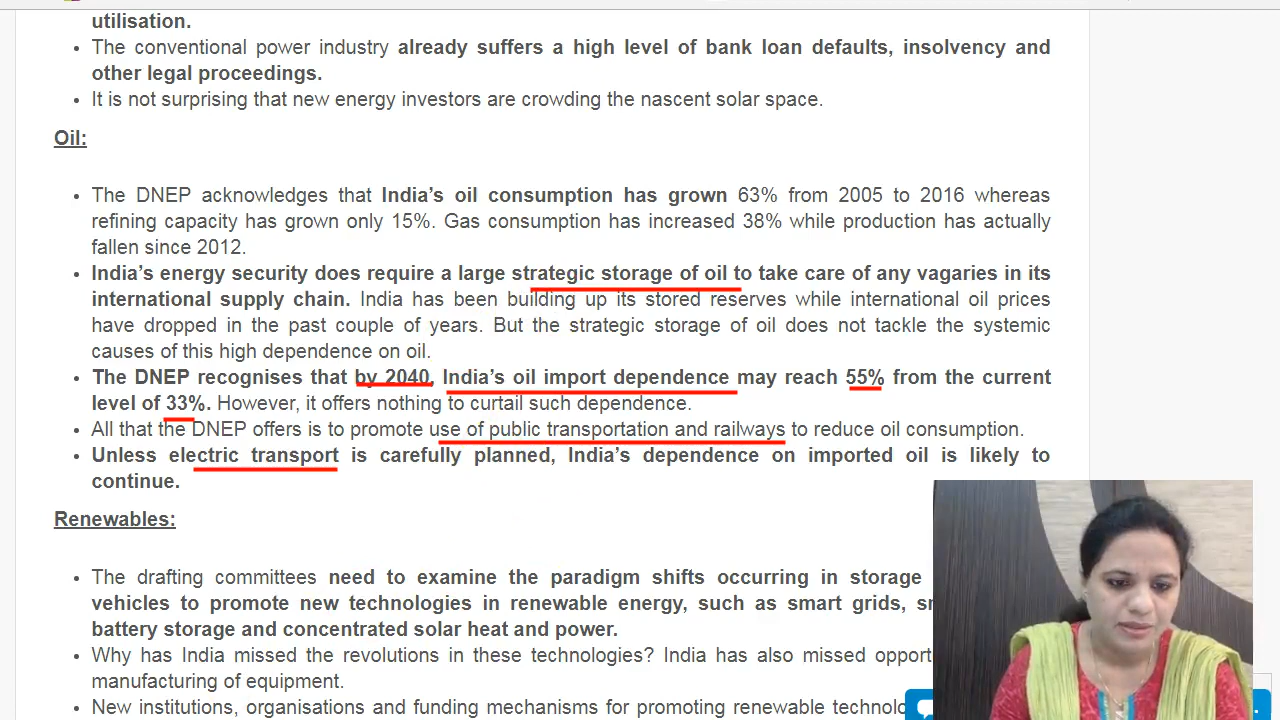 utilisation.
• The conventional power industry already suffers a high level of bank loan defaults, insolvency and
other legal proceedings.
• It is not surprising that new energy investors are crowding the nascent solar space.
Oil:
• The DNEP acknowledges that India’s oil consumption has grown 63% from 2005 to 2016 whereas
refining capacity has grown only 15%. Gas consumption has increased 38% while production has actually
fallen since 2012.
• India’s energy security does require a large strategic storage of oil to take care of any vagaries in its
international supply chain. India has been building up its stored reserves while international oil prices
have dropped in the past couple of years. But the strategic storage of oil does not tackle the systemic
causes of this high dependence on oil.
• The DNEP recognises that by 2040, India’s oil import dependence may reach 55% from the current
level of 33%. However, it offers nothing to curtail such dependence.
• All that the DNEP offers is to promote use of public transportation and railways to reduce oil consumption.
• Unless electric transport is carefully planned, India’s dependence on imported oil is likely to
continue.
Renewables:
• The drafting committees need to examine the paradigm shifts occurring in storage
vehicles to promote new technologies in renewable energy, such as smart grids,
battery storage and concentrated solar heat and power.
• Why has India missed the revolutions in these technologies? India has also missed
manufacturing of equipment.
• New institutions, organisations and funding mechanisms for promoting renewable